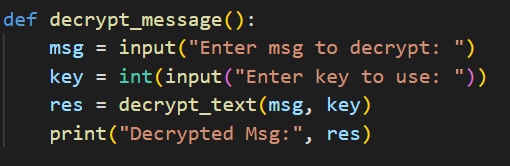 def decrypt_message():
    msg = input("Enter msg to decrypt: ")
    key = int(input("Enter key to use: "))
    res = decrypt_text(msg, key)
    print("Decrypted Msg:", res)